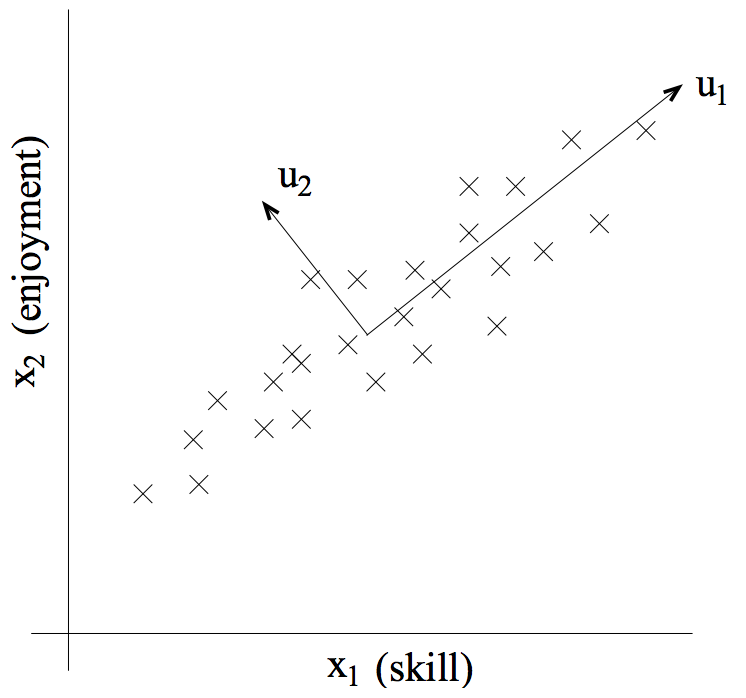 u₁
u₂
x₂ (enjoyment)
x₁ (skill)